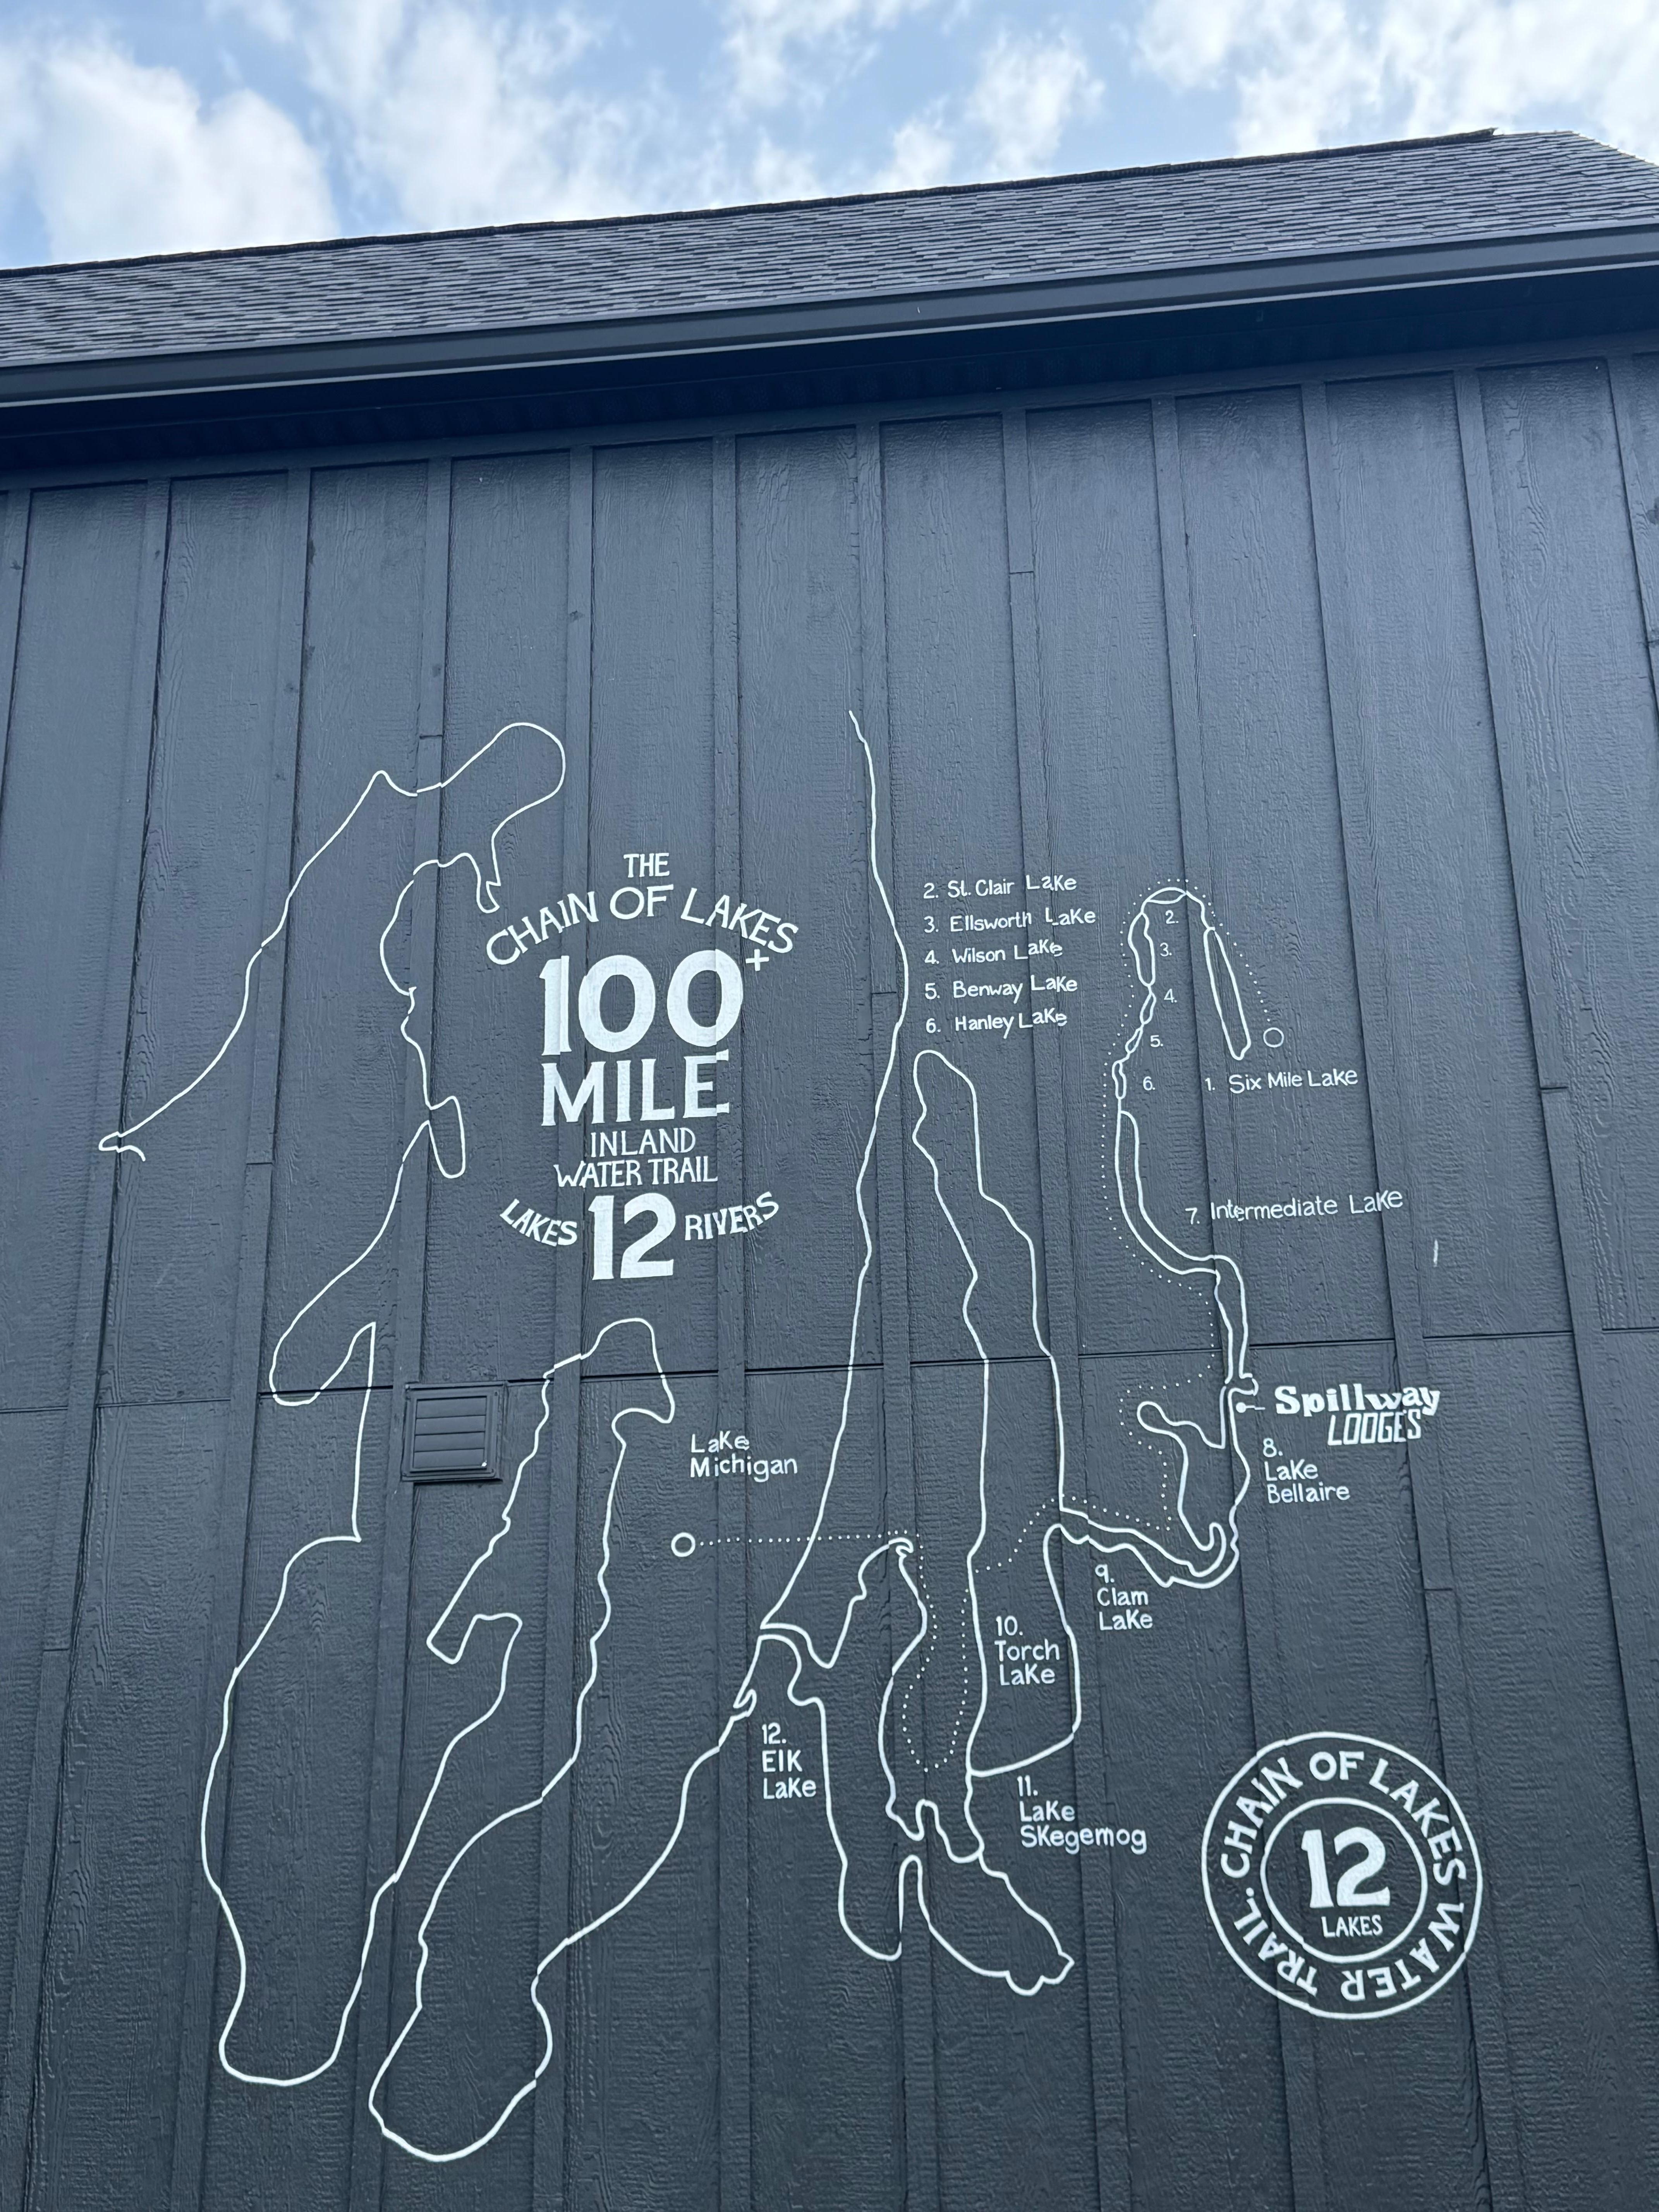 THE
CHAIN OF LAKES
100+
MILE
INLAND
WATER TRAIL
LAKES 12 RIVERS
2. St. Clair Lake
3. Ellsworth Lake
4. Wilson Lake
5. Benway Lake
6. Hanley Lake
2.
3.
4.
5.
6.
1. Six Mile Lake
7. Intermediate Lake
Spillway
LODGES
8.
Lake
Bellaire
Lake
Michigan
9.
Clam
Lake
10.
Torch
Lake
11.
Lake
Skegemog
12.
Elk
Lake
CHAIN OF LAKES WATER TRAIL.
12
LAKES